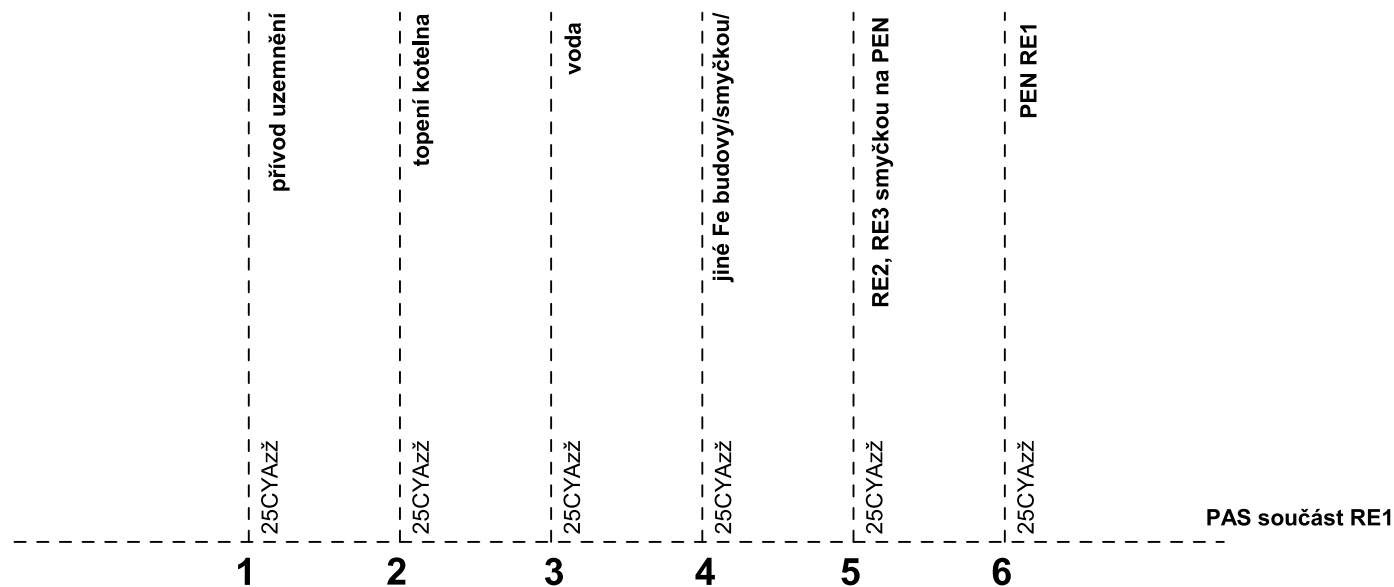 přívod uzemnění
topení kotelna
voda
jiné Fe budovy/smyčkou/
RE2, RE3 smyčkou na PEN
PEN RE1
25CYAzž
25CYAzž
25CYAzž
25CYAzž
25CYAzž
25CYAzž
PAS součást RE1
1
2
3
4
5
6